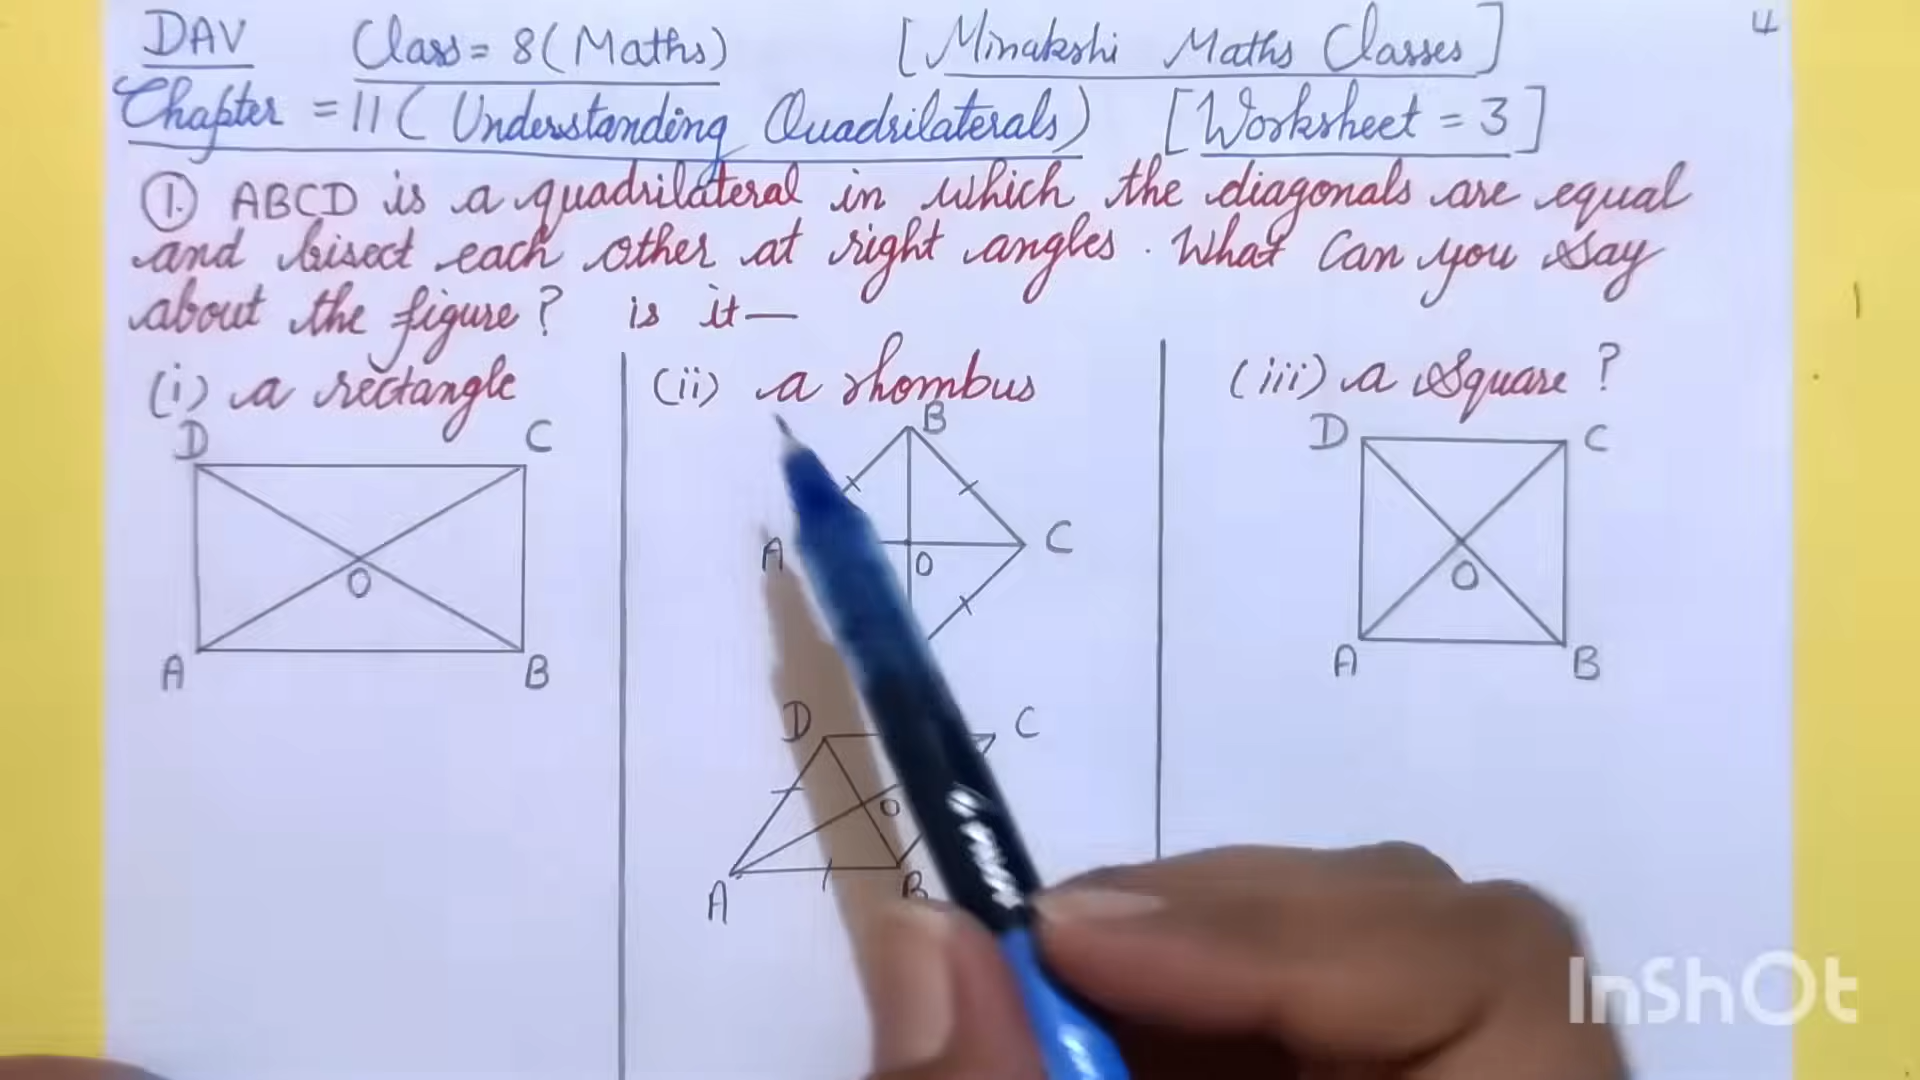 DAV Class = 8 (Maths) [Minakshi Maths Classes] 4
Chapter = 11 ( Understanding Quadrilaterals) [Worksheet = 3]
1. ABCD is a quadrilateral in which the diagonals are equal
and bisect each other at right angles. What can you say
about the figure? is it—
(i) a rectangle (ii) a rhombus (iii) a square ?
D C B D C
O A O C O
A B A B
D C
O
A B
InShOt